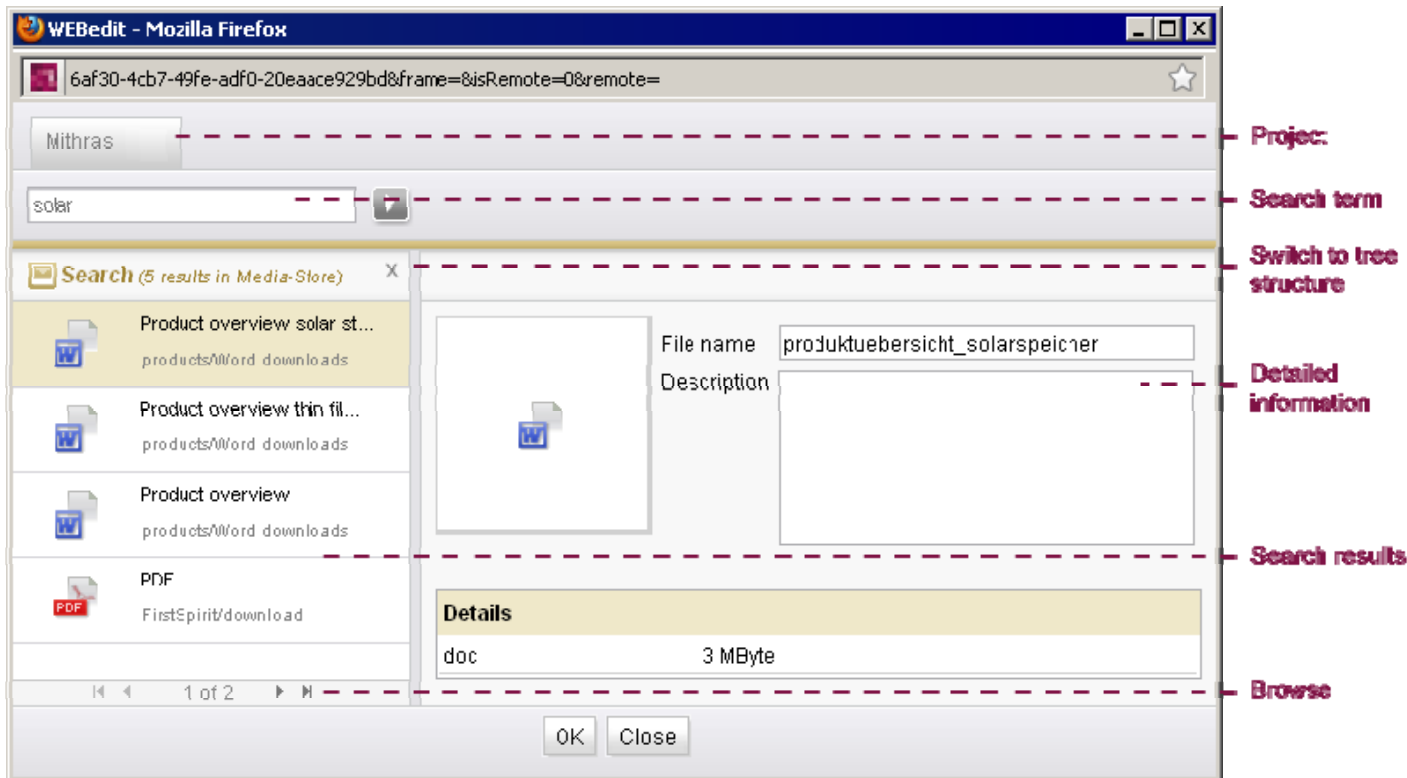 WEBedit - Mozilla Firefox
6af30-4cb7-49fe-adf0-20eaace929bd&frame=&isRemote=0&remote=
Mithras
Project
solar
Search term
Search (5 results in Media-Store)
X
Switch to tree
structure
Product overview solar st...
products/Word downloads
File name
produktuebersicht_solarspeicher
Description
Detailed
information
Product overview thin fil...
products/Word downloads
Product overview
products/Word downloads
Search results
PDF
FirstSpirit/download
Details
doc 3 MByte
1 of 2
Browse
OK
Close